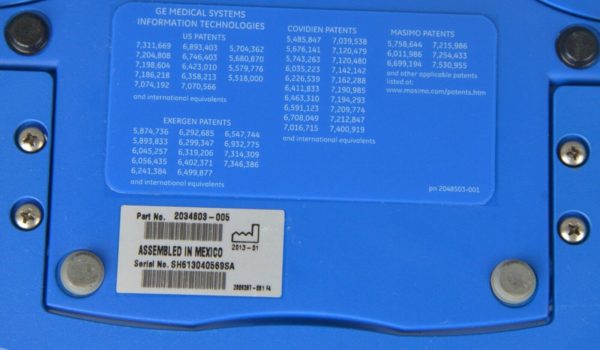 GE MEDICAL SYSTEMS
INFORMATION TECHNOLOGIES
US PATENTS
7,311,669 6,893,403 5,704,362
7,204,808 6,746,403 5,680,870
7,198,604 6,423,010 5,579,776
7,186,218 6,358,213 5,518,000
7,074,192 7,070,566
and international equivalents
COVIDIEN PATENTS
5,485,847 7,039,538
5,676,141 7,120,479
5,743,263 7,120,480
6,035,223 7,142,142
6,226,539 7,162,288
6,411,833 7,190,985
6,463,310 7,194,293
6,591,123 7,209,774
6,708,049 7,212,847
7,016,715 7,400,919
MASIMO PATENTS
5,758,644 7,215,986
6,011,986 7,254,433
6,699,194 7,530,955
and other applicable patents
listed at:
www.masimo.com/patents.htm
EXERGEN PATENTS
5,874,736 6,292,685 6,547,744
5,893,833 6,299,347 6,932,775
6,045,257 6,319,206 7,314,309
6,056,435 6,402,371 7,346,386
6,241,384 6,499,877
and international equivalents
pn 2048503-001
Part No. 2034803-005
2013-01
ASSEMBLED IN MEXICO
Serial No. SH613040569SA